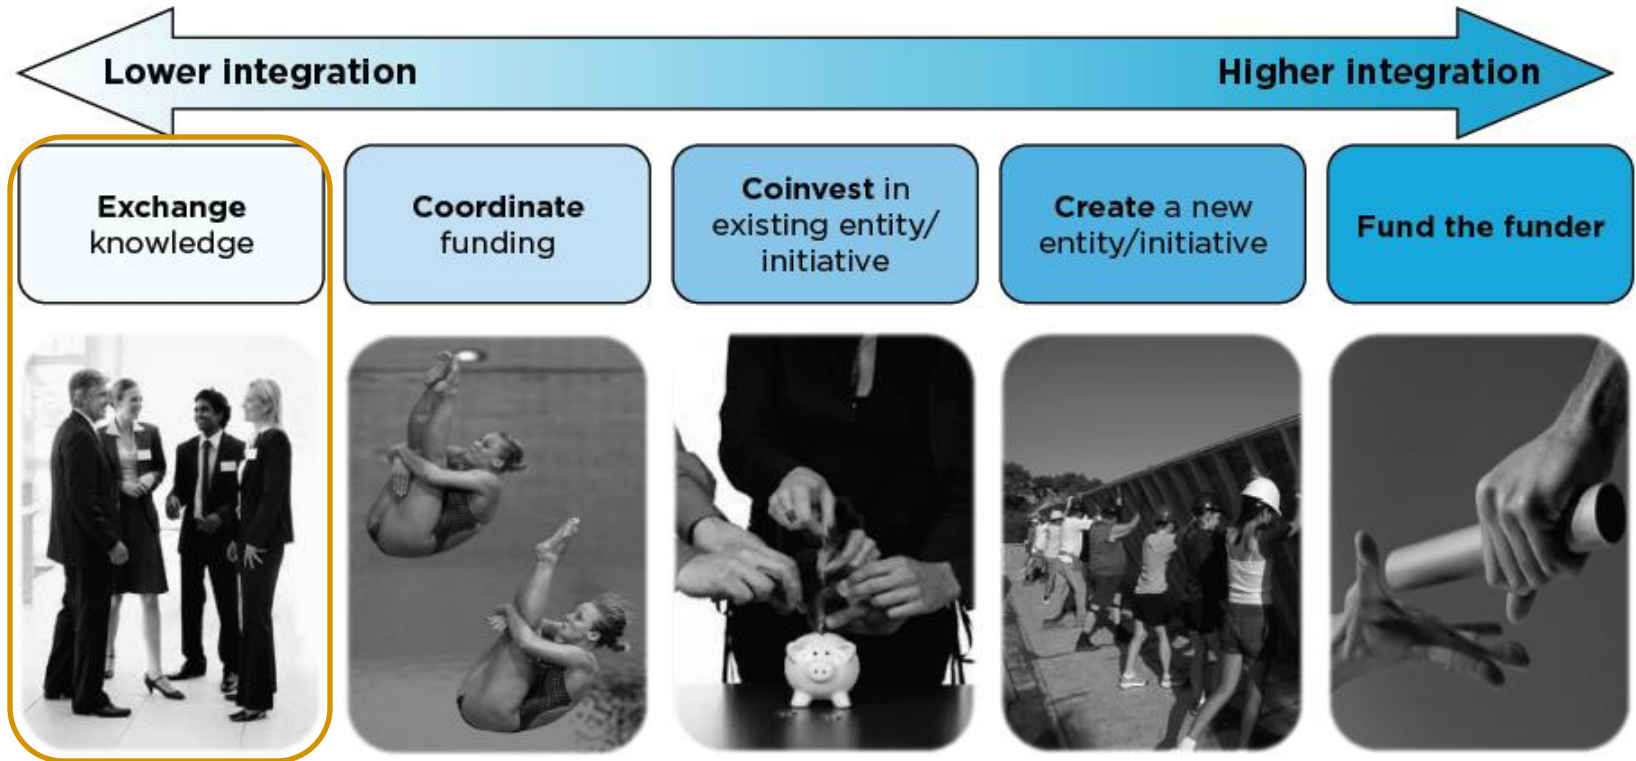 Lower integration
Higher integration
Exchange
knowledge
Coordinate
funding
Coinvest in
existing entity/
initiative
Create a new
entity/initiative
Fund the funder